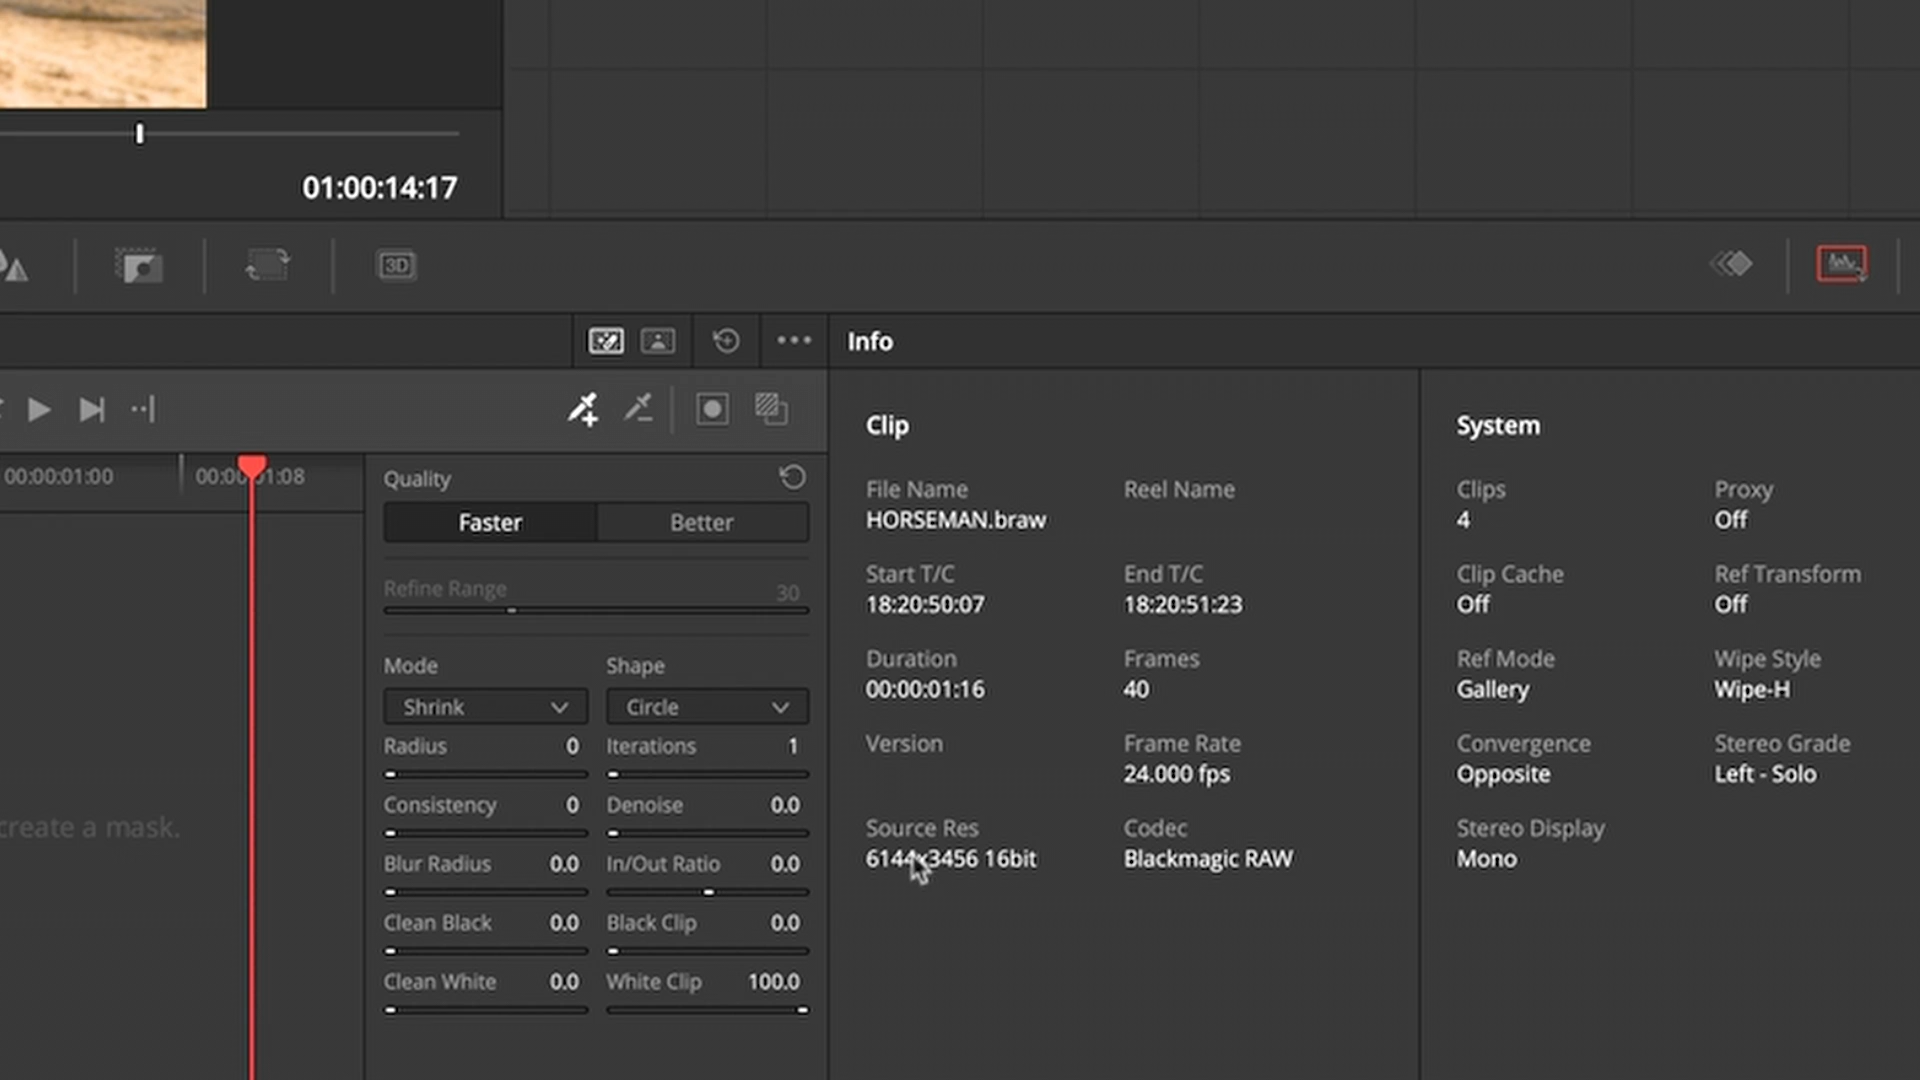 01:00:14:17
3D
Info
00:00:01:00
00:00:01:08
create a mask.
Quality
Faster
Better
Refine Range 30
Mode
Shape
Shrink
Circle
Radius 0
Iterations 1
Consistency 0
Denoise 0.0
Blur Radius 0.0
In/Out Ratio 0.0
Clean Black 0.0
Black Clip 0.0
Clean White 0.0
White Clip 100.0
Clip
File Name
Reel Name
HORSEMAN.braw
Start T/C
End T/C
18:20:50:07
18:20:51:23
Duration
Frames
00:00:01:16
40
Version
Frame Rate
24.000 fps
Source Res
Codec
6144x3456 16bit
Blackmagic RAW
System
Clips
Proxy
4
Off
Clip Cache
Ref Transform
Off
Off
Ref Mode
Wipe Style
Gallery
Wipe-H
Convergence
Stereo Grade
Opposite
Left - Solo
Stereo Display
Mono